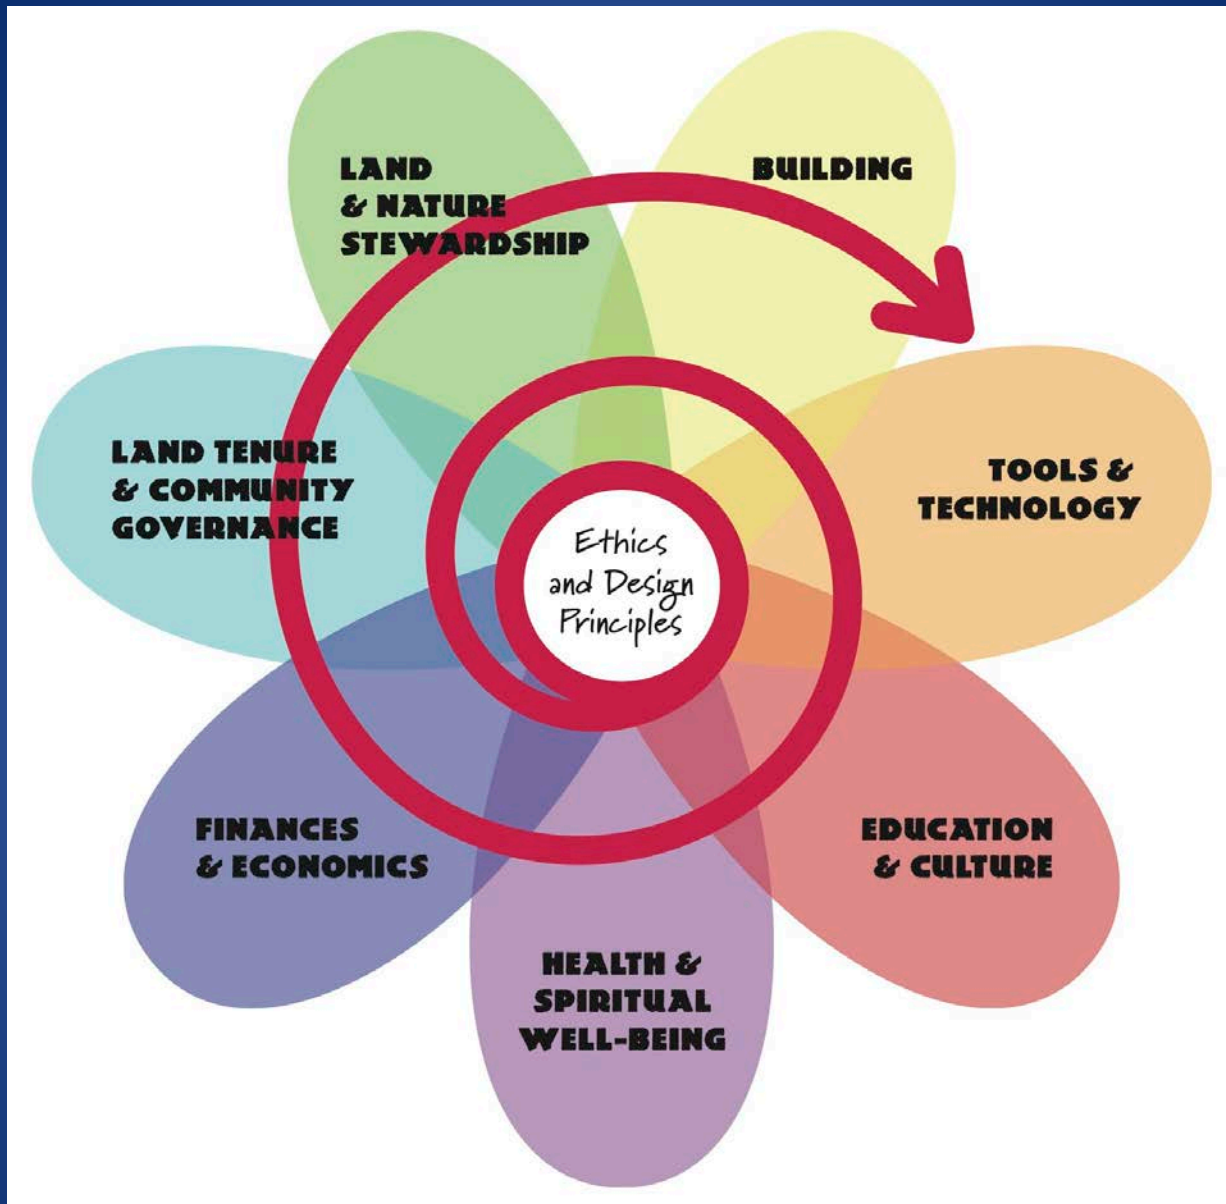 LAND
& NATURE
STEWARDSHIP
BUILDING
TOOLS &
TECHNOLOGY
EDUCATION
& CULTURE
HEALTH &
SPIRITUAL
WELL-BEING
FINANCES
& ECONOMICS
LAND TENURE
& COMMUNITY
GOVERNANCE
Ethics
and Design
Principles